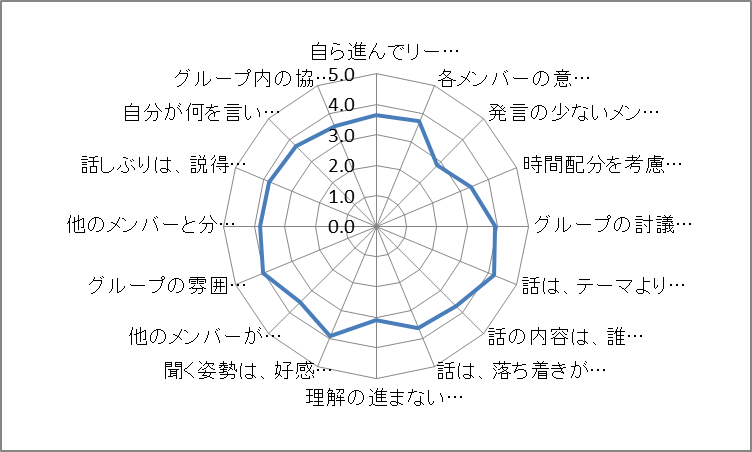 自ら進んでリー…
各メンバーの意…
発言の少ないメン…
時間配分を考慮…
グループの討議…
話は、テーマより…
話の内容は、誰…
話は、落ち着きが…
理解の進まない…
聞く姿勢は、好感…
他のメンバーが…
グループの雰囲…
他のメンバーと分…
話しぶりは、説得…
自分が何を言い…
グループ内の協…
5.0
4.0
3.0
2.0
1.0
0.0